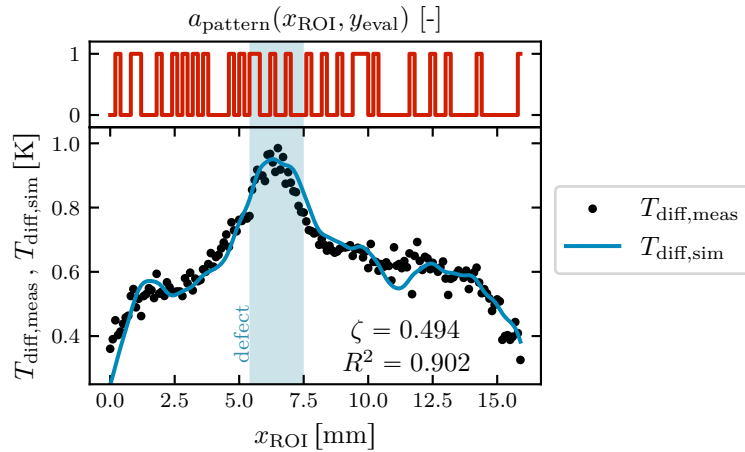 a_pattern(x_ROI, y_eval) [-]
1
0
T_diff,meas , T_diff,sim [K]
1.0
0.8
0.6
0.4
defect
ζ = 0.494
R² = 0.902
0.0 2.5 5.0 7.5 10.0 12.5 15.0
x_ROI [mm]
T_diff,meas
T_diff,sim